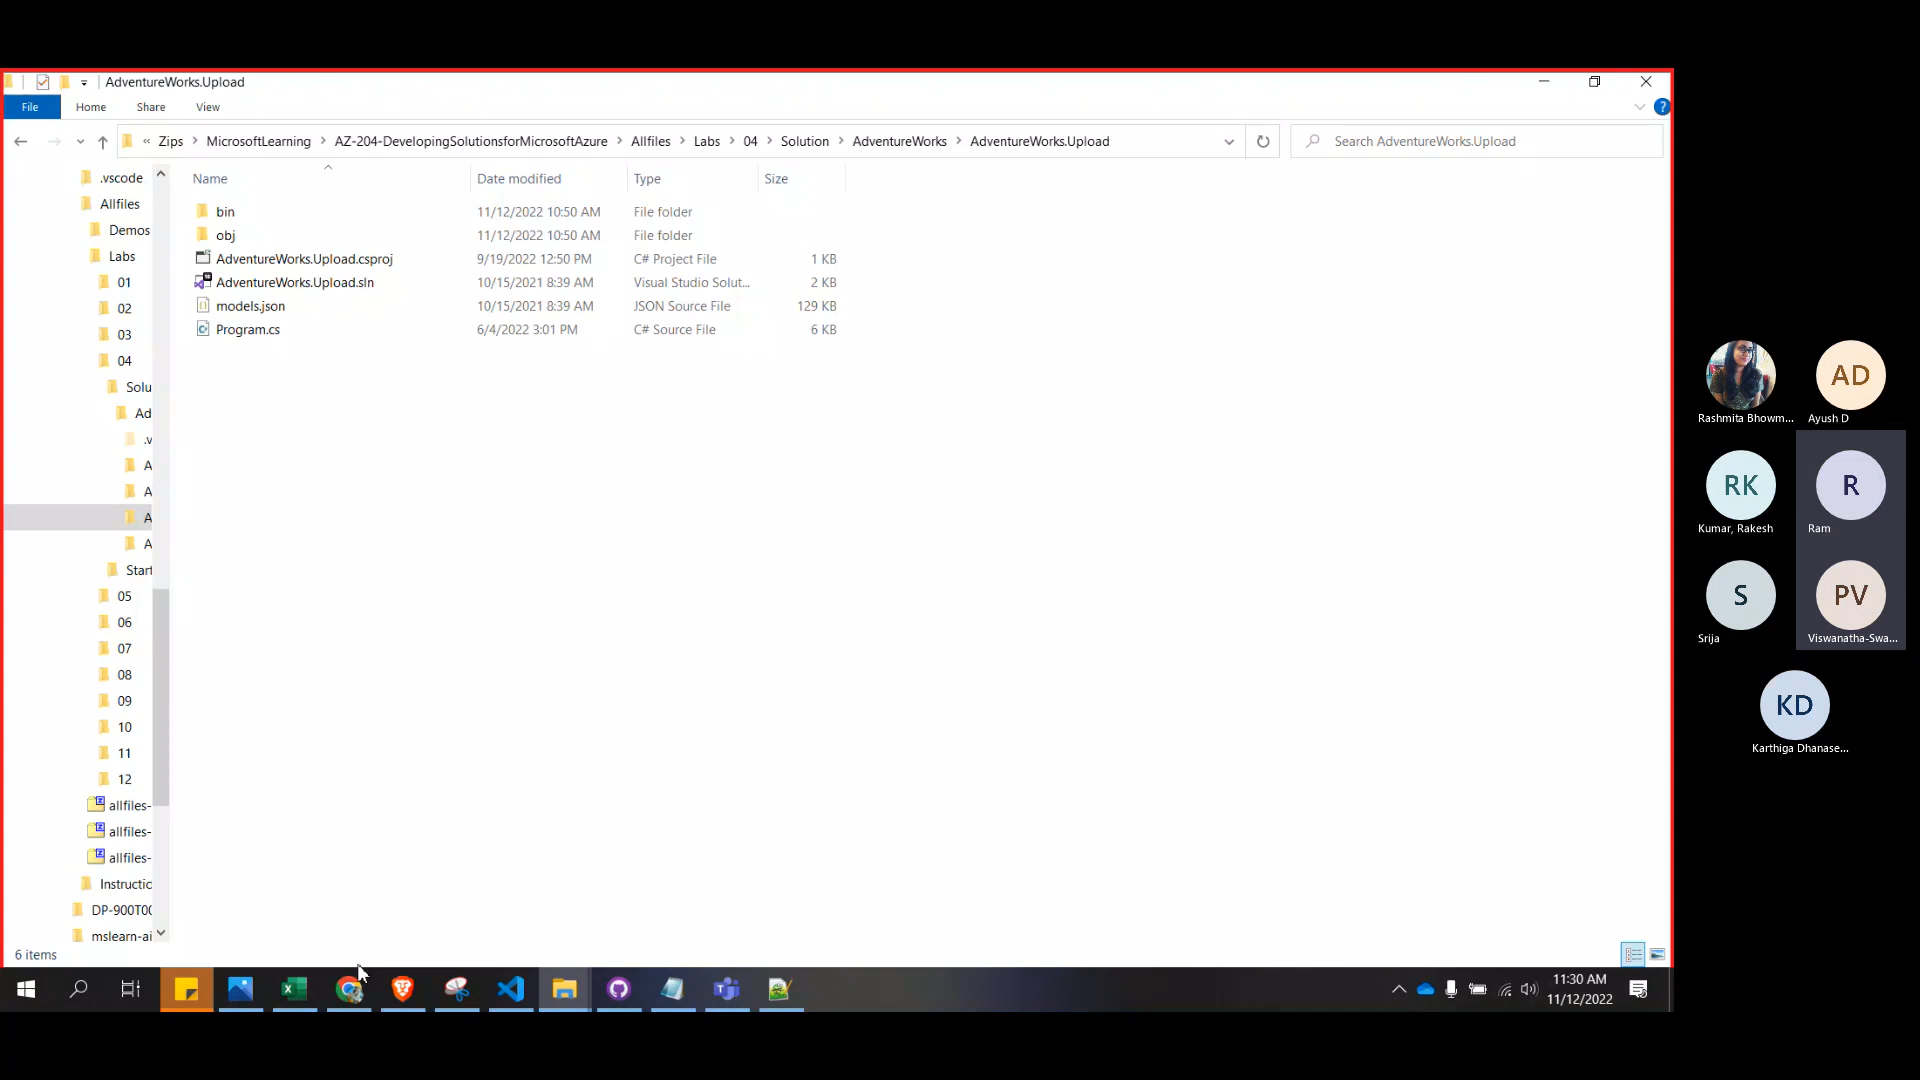 AdventureWorks.Upload
File Home Share View
« Zips MicrosoftLearning AZ-204-DevelopingSolutionsforMicrosoftAzure Allfiles Labs 04 Solution AdventureWorks AdventureWorks.Upload
Search AdventureWorks.Upload
Name Date modified Type Size
bin 11/12/2022 10:50 AM File folder
obj 11/12/2022 10:50 AM File folder
AdventureWorks.Upload.csproj 9/19/2022 12:50 PM C# Project File 1 KB
AdventureWorks.Upload.sln 10/15/2021 8:39 AM Visual Studio Solut... 2 KB
models.json 10/15/2021 8:39 AM JSON Source File 129 KB
Program.cs 6/4/2022 3:01 PM C# Source File 6 KB
.vscode
Allfiles
Demos
Labs
01
02
03
04
Solu
Ad
.v
A
A
A
A
Start
05
06
07
08
09
10
11
12
allfiles-
allfiles-
allfiles-
Instructic
DP-900T00
mslearn-ai
6 items
11:30 AM
11/12/2022
Rashmita Bhowm...
AD
Ayush D
RK
Kumar, Rakesh
R
Ram
S
Srija
PV
Viswanatha-Swa...
KD
Karthiga Dhanase...